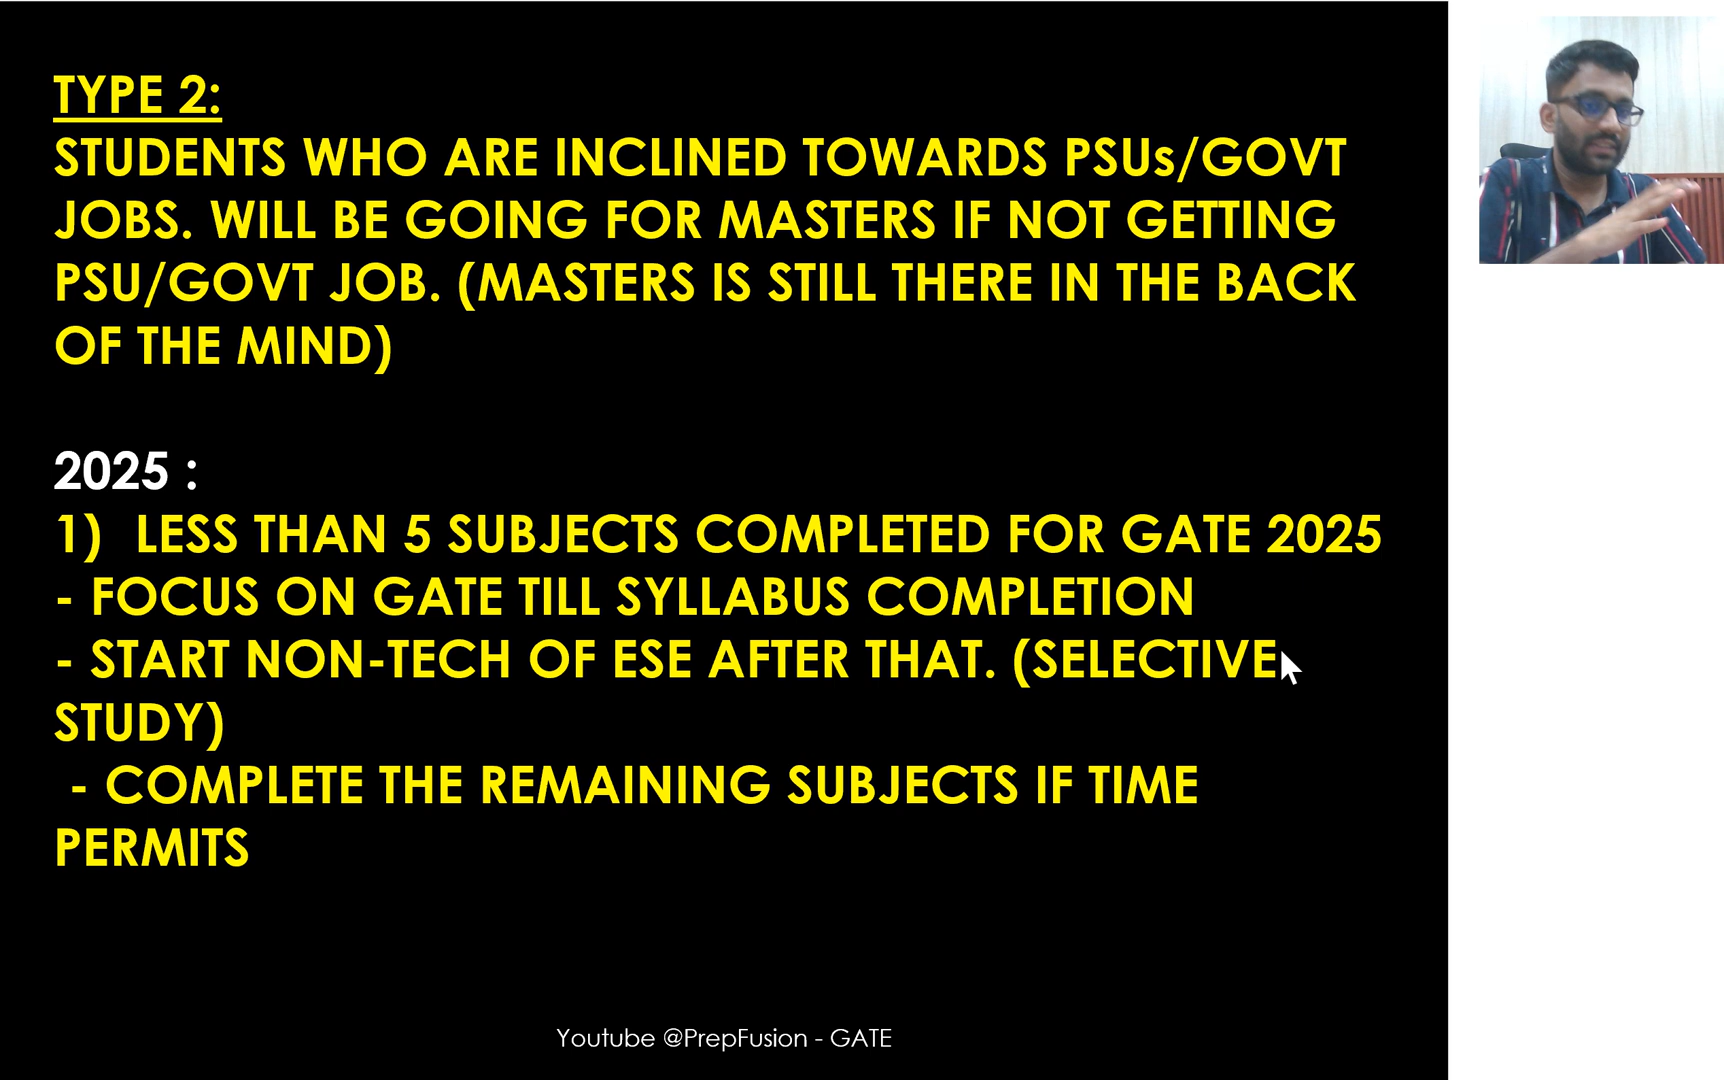 TYPE 2:
STUDENTS WHO ARE INCLINED TOWARDS PSUs/GOVT
JOBS. WILL BE GOING FOR MASTERS IF NOT GETTING
PSU/GOVT JOB. (MASTERS IS STILL THERE IN THE BACK
OF THE MIND)
2025 :
1) LESS THAN 5 SUBJECTS COMPLETED FOR GATE 2025
- FOCUS ON GATE TILL SYLLABUS COMPLETION
- START NON-TECH OF ESE AFTER THAT. (SELECTIVE
STUDY)
- COMPLETE THE REMAINING SUBJECTS IF TIME
PERMITS
Youtube @PrepFusion - GATE